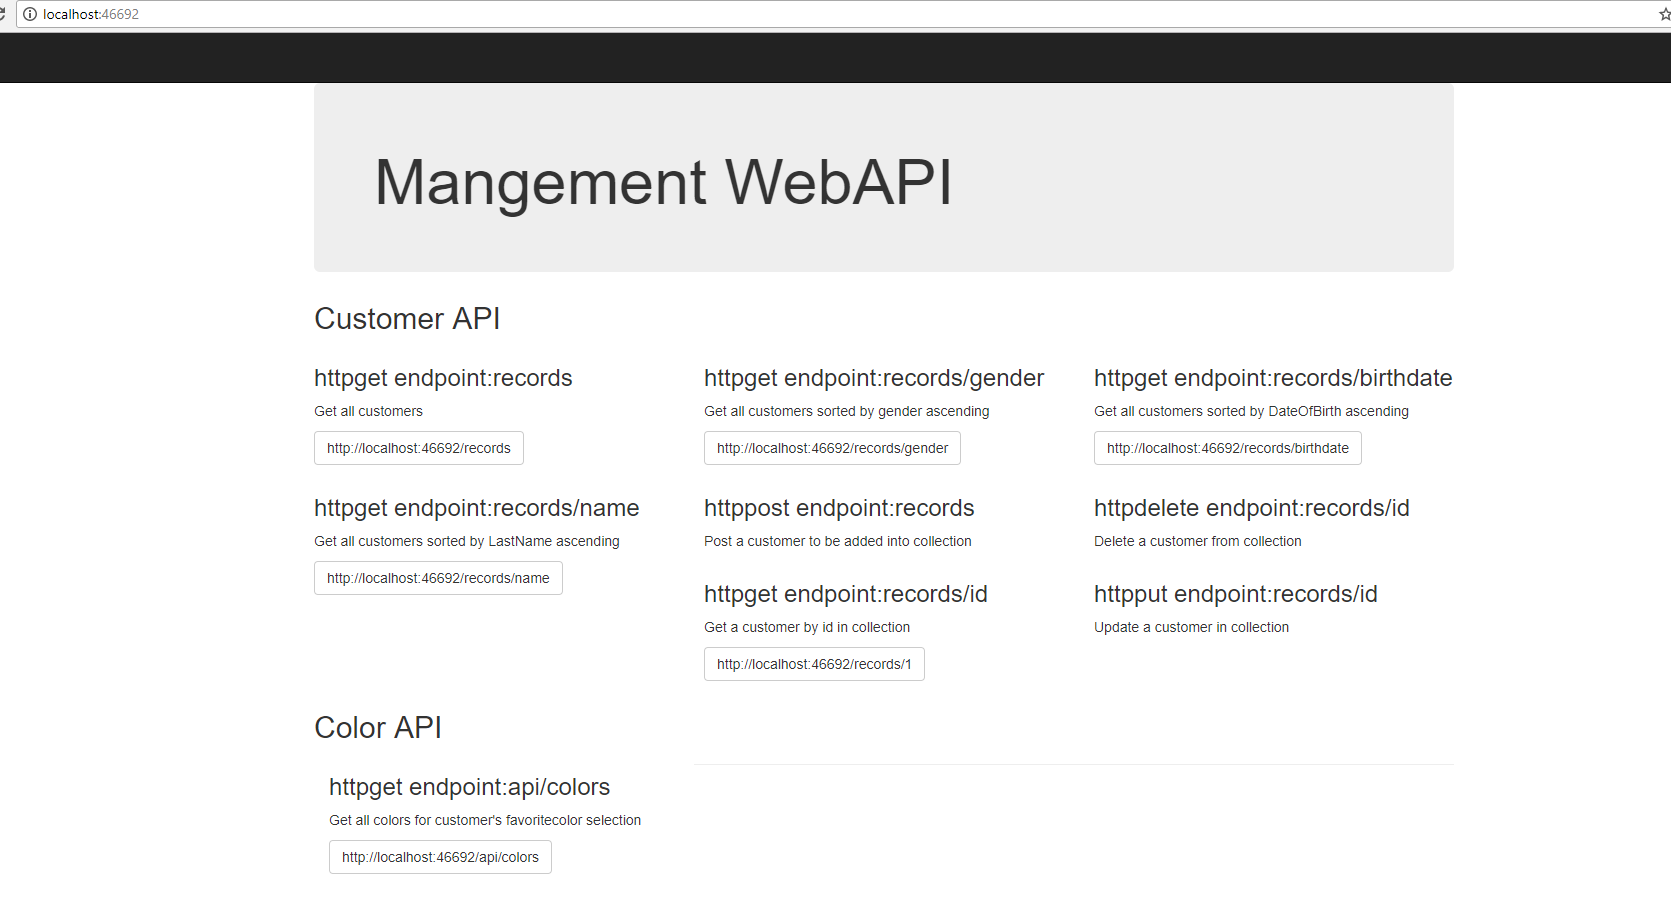 localhost:46692
Mangement WebAPI
Customer API
httpget endpoint:records
Get all customers
http://localhost:46692/records
httpget endpoint:records/gender
Get all customers sorted by gender ascending
http://localhost:46692/records/gender
httpget endpoint:records/birthdate
Get all customers sorted by DateOfBirth ascending
http://localhost:46692/records/birthdate
httpget endpoint:records/name
Get all customers sorted by LastName ascending
http://localhost:46692/records/name
httppost endpoint:records
Post a customer to be added into collection
httpdelete endpoint:records/id
Delete a customer from collection
httpget endpoint:records/id
Get a customer by id in collection
http://localhost:46692/records/1
httpput endpoint:records/id
Update a customer in collection
Color API
httpget endpoint:api/colors
Get all colors for customer's favoritecolor selection
http://localhost:46692/api/colors